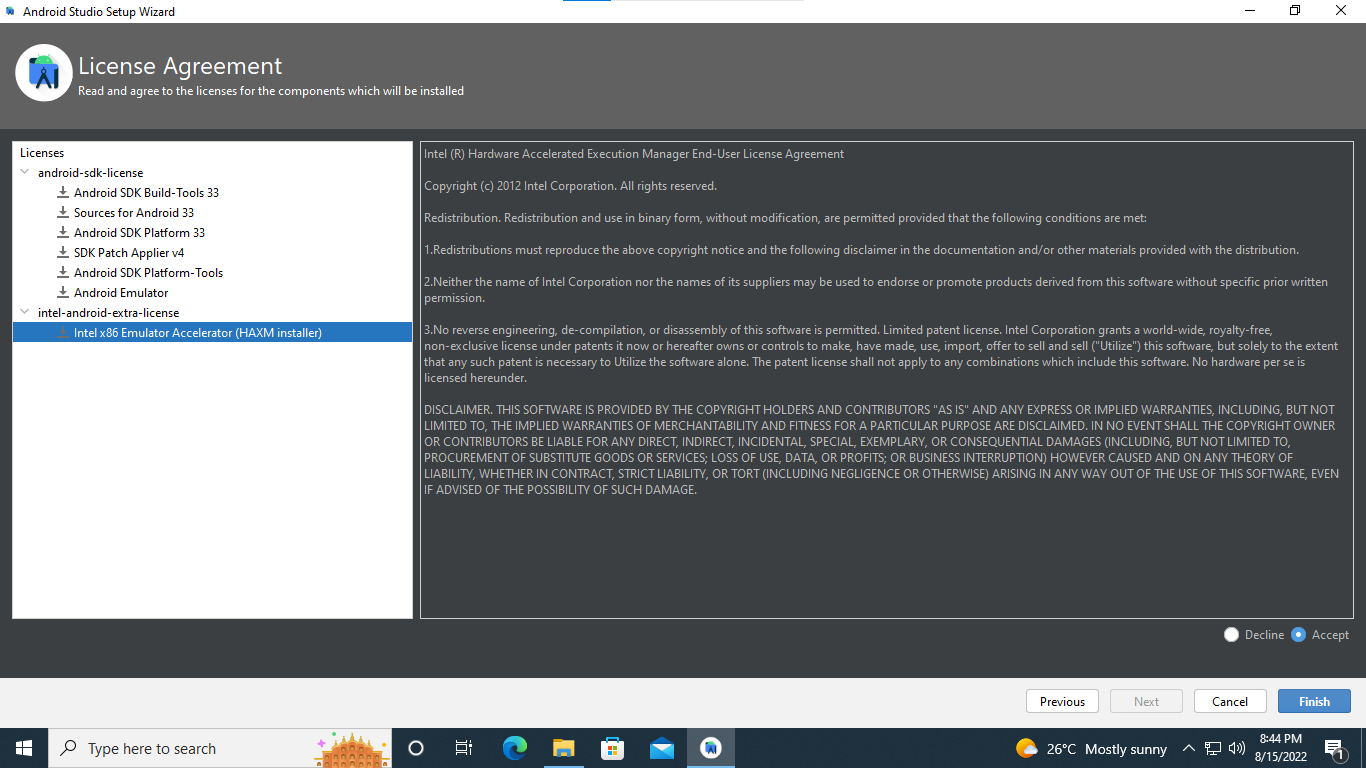 Android Studio Setup Wizard
License Agreement
Read and agree to the licenses for the components which will be installed
Licenses
android-sdk-license
Android SDK Build-Tools 33
Sources for Android 33
Android SDK Platform 33
SDK Patch Applier v4
Android SDK Platform-Tools
Android Emulator
intel-android-extra-license
Intel x86 Emulator Accelerator (HAXM installer)
Intel (R) Hardware Accelerated Execution Manager End-User License Agreement
Copyright (c) 2012 Intel Corporation. All rights reserved.
Redistribution. Redistribution and use in binary form, without modification, are permitted provided that the following conditions are met:
1.Redistributions must reproduce the above copyright notice and the following disclaimer in the documentation and/or other materials provided with the distribution.
2.Neither the name of Intel Corporation nor the names of its suppliers may be used to endorse or promote products derived from this software without specific prior written
permission.
3.No reverse engineering, de-compilation, or disassembly of this software is permitted. Limited patent license. Intel Corporation grants a world-wide, royalty-free,
non-exclusive license under patents it now or hereafter owns or controls to make, have made, use, import, offer to sell and sell ("Utilize") this software, but solely to the extent
that any such patent is necessary to Utilize the software alone. The patent license shall not apply to any combinations which include this software. No hardware per se is
licensed hereunder.
DISCLAIMER. THIS SOFTWARE IS PROVIDED BY THE COPYRIGHT HOLDERS AND CONTRIBUTORS "AS IS" AND ANY EXPRESS OR IMPLIED WARRANTIES, INCLUDING, BUT NOT
LIMITED TO, THE IMPLIED WARRANTIES OF MERCHANTABILITY AND FITNESS FOR A PARTICULAR PURPOSE ARE DISCLAIMED. IN NO EVENT SHALL THE COPYRIGHT OWNER
OR CONTRIBUTORS BE LIABLE FOR ANY DIRECT, INDIRECT, INCIDENTAL, SPECIAL, EXEMPLARY, OR CONSEQUENTIAL DAMAGES (INCLUDING, BUT NOT LIMITED TO,
PROCUREMENT OF SUBSTITUTE GOODS OR SERVICES; LOSS OF USE, DATA, OR PROFITS; OR BUSINESS INTERRUPTION) HOWEVER CAUSED AND ON ANY THEORY OF
LIABILITY, WHETHER IN CONTRACT, STRICT LIABILITY, OR TORT (INCLUDING NEGLIGENCE OR OTHERWISE) ARISING IN ANY WAY OUT OF THE USE OF THIS SOFTWARE, EVEN
IF ADVISED OF THE POSSIBILITY OF SUCH DAMAGE.
Decline Accept
Previous Next Cancel Finish
Type here to search
26°C Mostly sunny
8:44 PM
8/15/2022
1